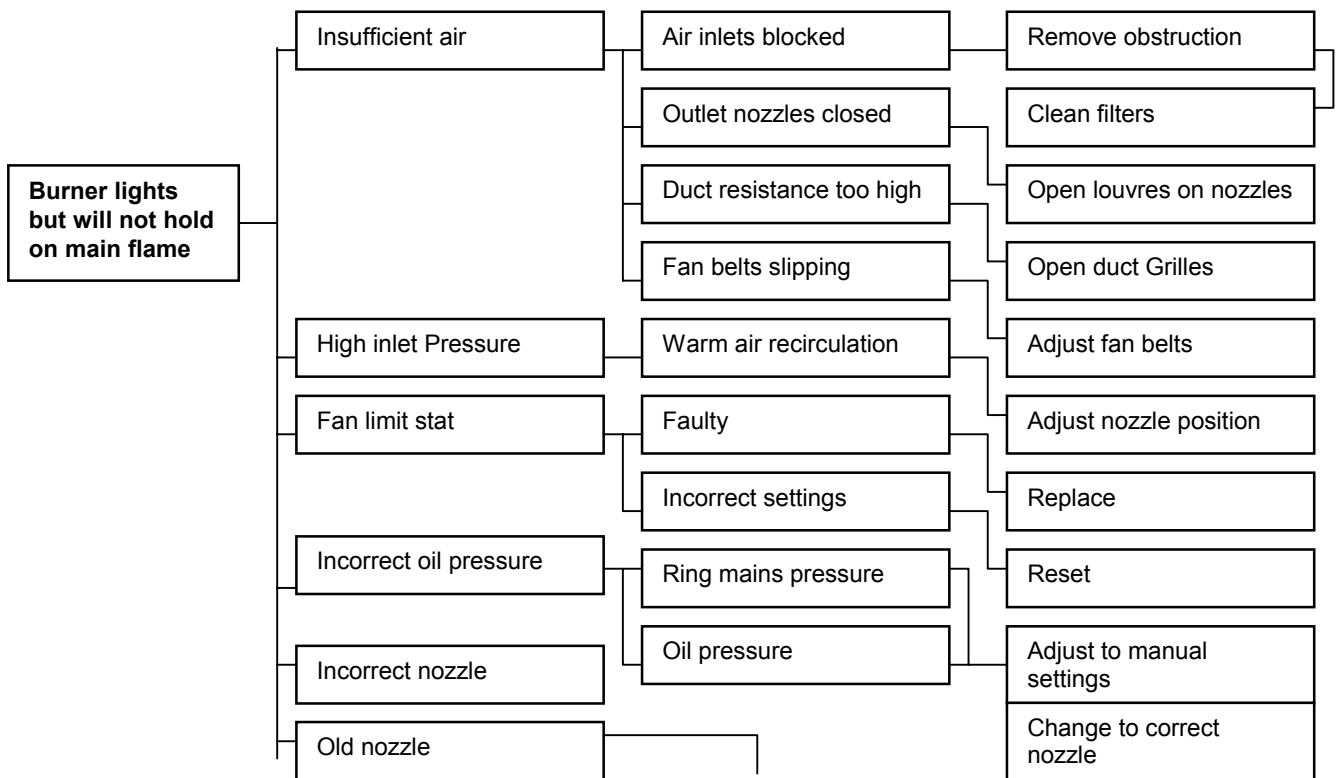 Insufficient air
Air inlets blocked
Remove obstruction
Outlet nozzles closed
Clean filters
Burner lights
but will not hold
on main flame
Duct resistance too high
Open louvres on nozzles
Fan belts slipping
Open duct Grilles
High inlet Pressure
Warm air recirculation
Adjust fan belts
Fan limit stat
Faulty
Adjust nozzle position
Incorrect settings
Replace
Incorrect oil pressure
Ring mains pressure
Reset
Oil pressure
Adjust to manual
settings
Incorrect nozzle
Change to correct
nozzle
Old nozzle